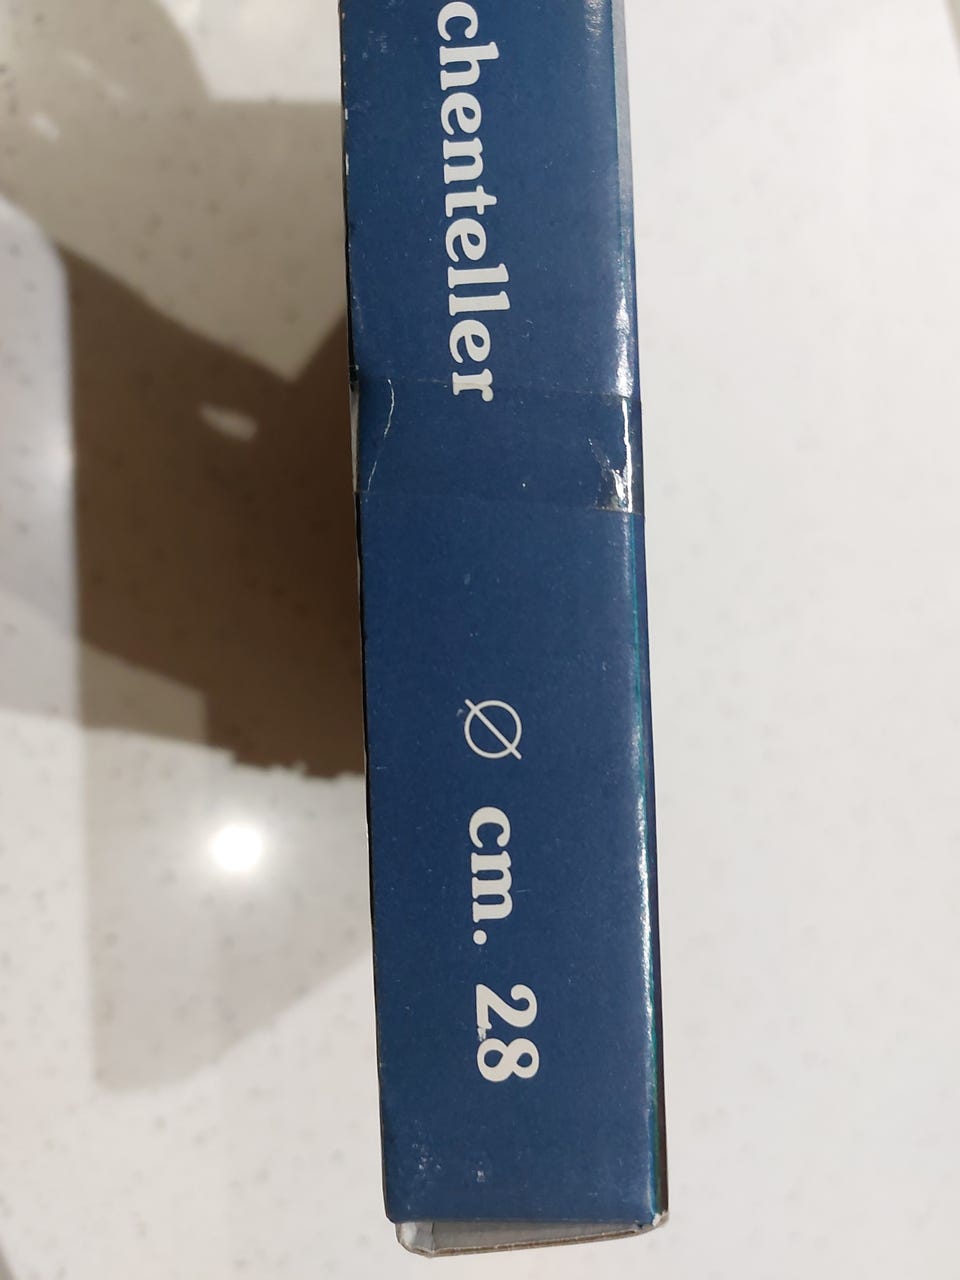 chenteller
Ø cm. 28